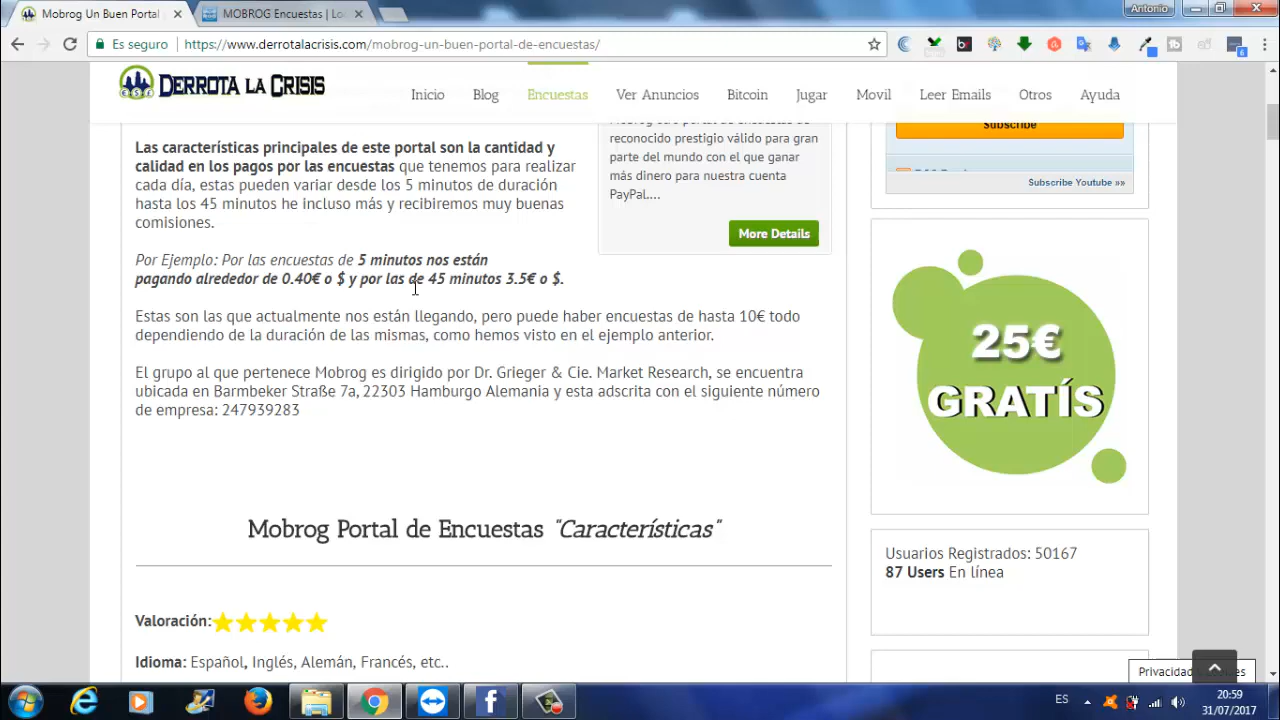 Mobrog Un Buen Portal
MOBROG Encuestas | Lo
Antonio
Es seguro
https://www.derrotalacrisis.com/mobrog-un-buen-portal-de-encuestas/
DERROTA LA CRISIS
Inicio
Blog
Encuestas
Ver Anuncios
Bitcoin
Jugar
Movil
Leer Emails
Otros
Ayuda
Las características principales de este portal son la cantidad y
calidad en los pagos por las encuestas que tenemos para realizar
cada día, estas pueden variar desde los 5 minutos de duración
hasta los 45 minutos he incluso más y recibiremos muy buenas
comisiones.
Por Ejemplo: Por las encuestas de 5 minutos nos están
pagando alrededor de 0.40€ o $ y por las de 45 minutos 3.5€ o $.
reconocido prestigio válido para gran
parte del mundo con el que ganar
más dinero para nuestra cuenta
PayPal....
More Details
Estas son las que actualmente nos están llegando, pero puede haber encuestas de hasta 10€ todo
dependiendo de la duración de las mismas, como hemos visto en el ejemplo anterior.
El grupo al que pertenece Mobrog es dirigido por Dr. Grieger & Cie. Market Research, se encuentra
ubicada en Barmbeker Straße 7a, 22303 Hamburgo Alemania y esta adscrita con el siguiente número
de empresa: 247939283
Mobrog Portal de Encuestas "Características"
Valoración:
Idioma: Español, Inglés, Alemán, Francés, etc..
Subscribe
Subscribe Youtube »»
25€
GRATÍS
Usuarios Registrados: 50167
87 Users En línea
Privacidad y Cookies
ES
20:59
31/07/2017